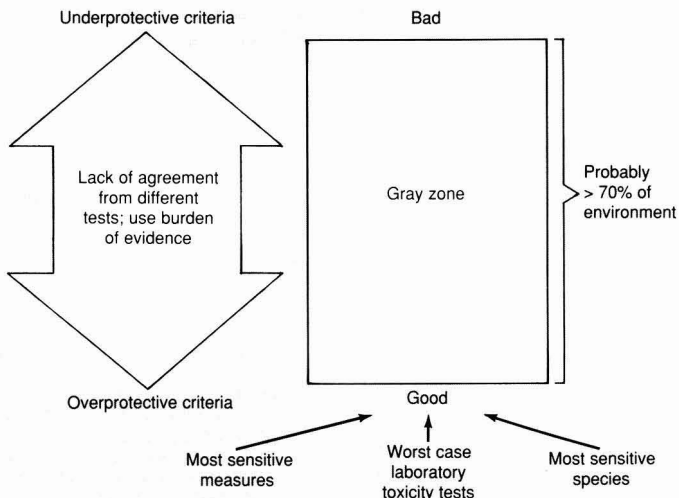 Underprotective criteria
Bad
Lack of agreement
from different
tests; use burden
of evidence
Gray zone
Probably
> 70% of
environment
Overprotective criteria
Good
Most sensitive
measures
Worst case
laboratory
toxicity tests
Most sensitive
species